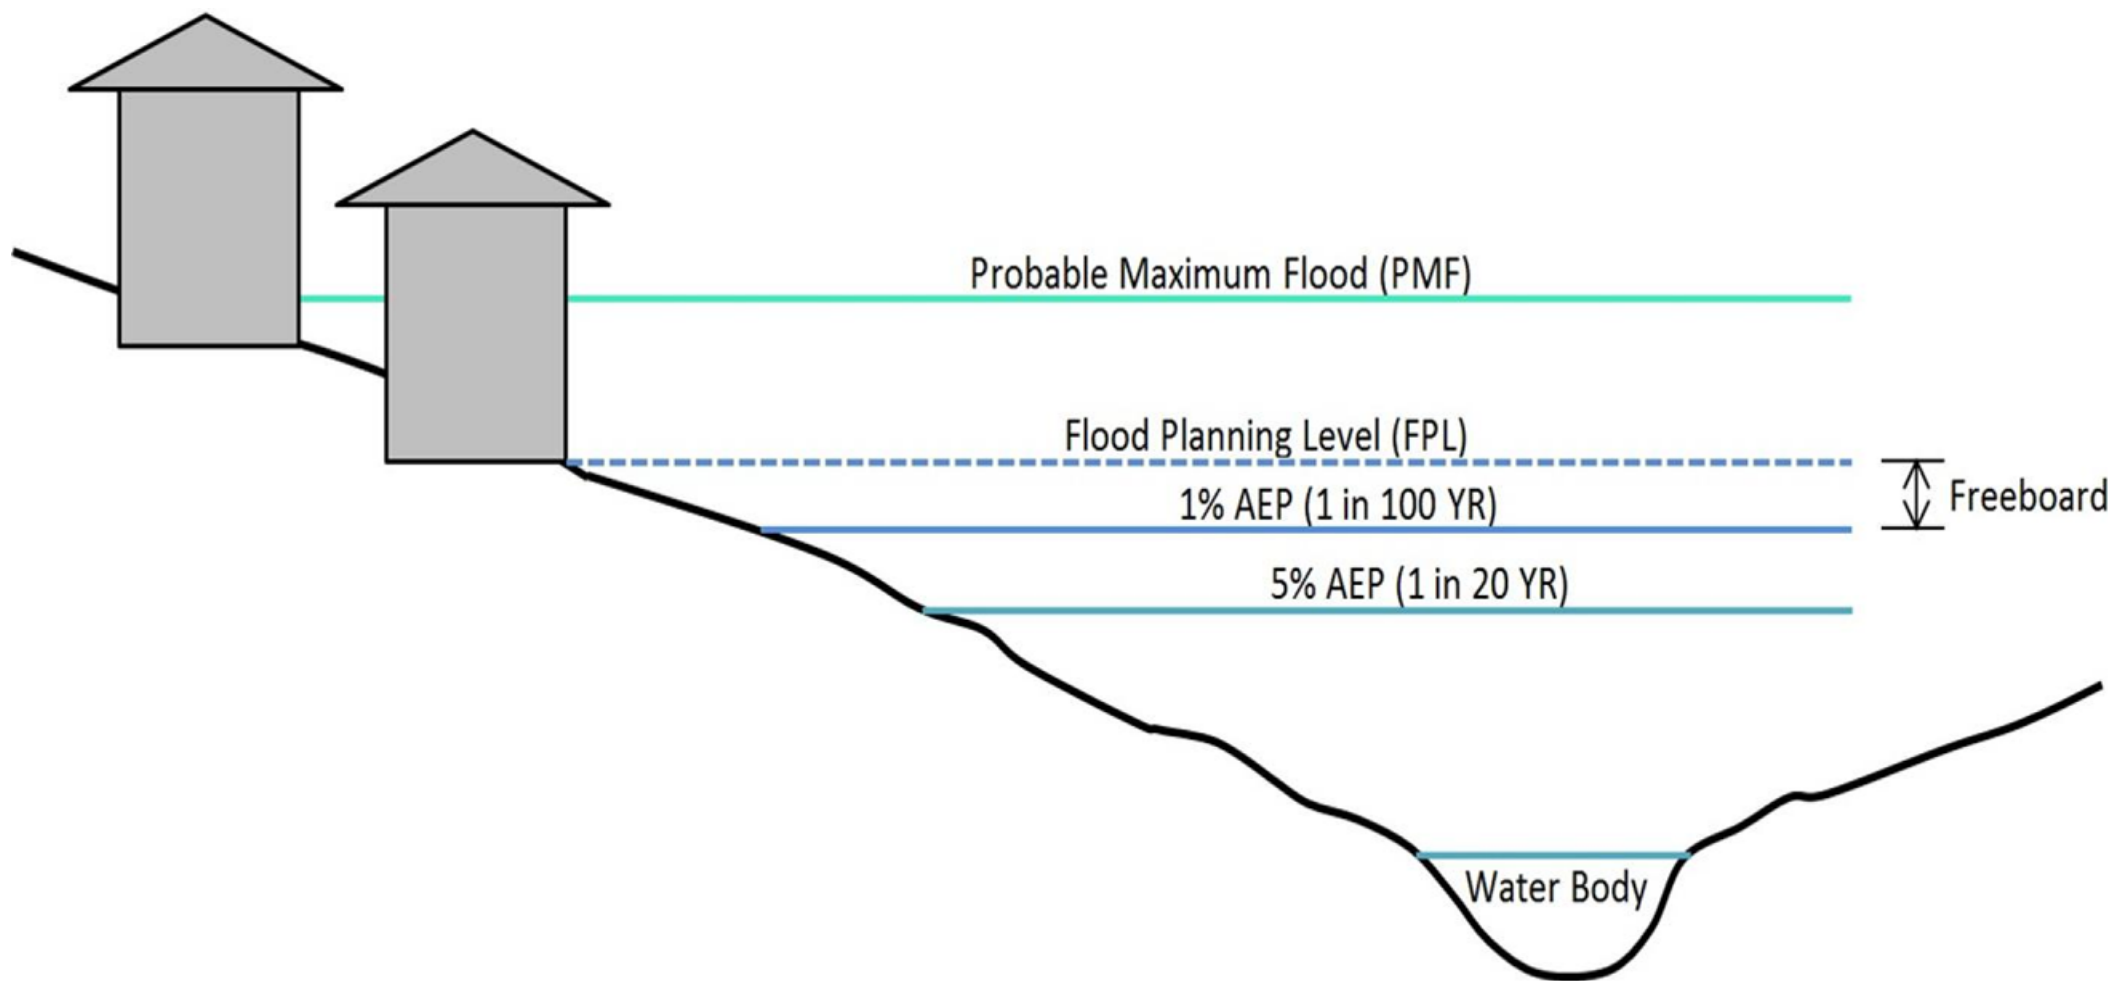 Probable Maximum Flood (PMF)
Flood Planning Level (FPL)
1% AEP (1 in 100 YR)
Freeboard
5% AEP (1 in 20 YR)
Water Body